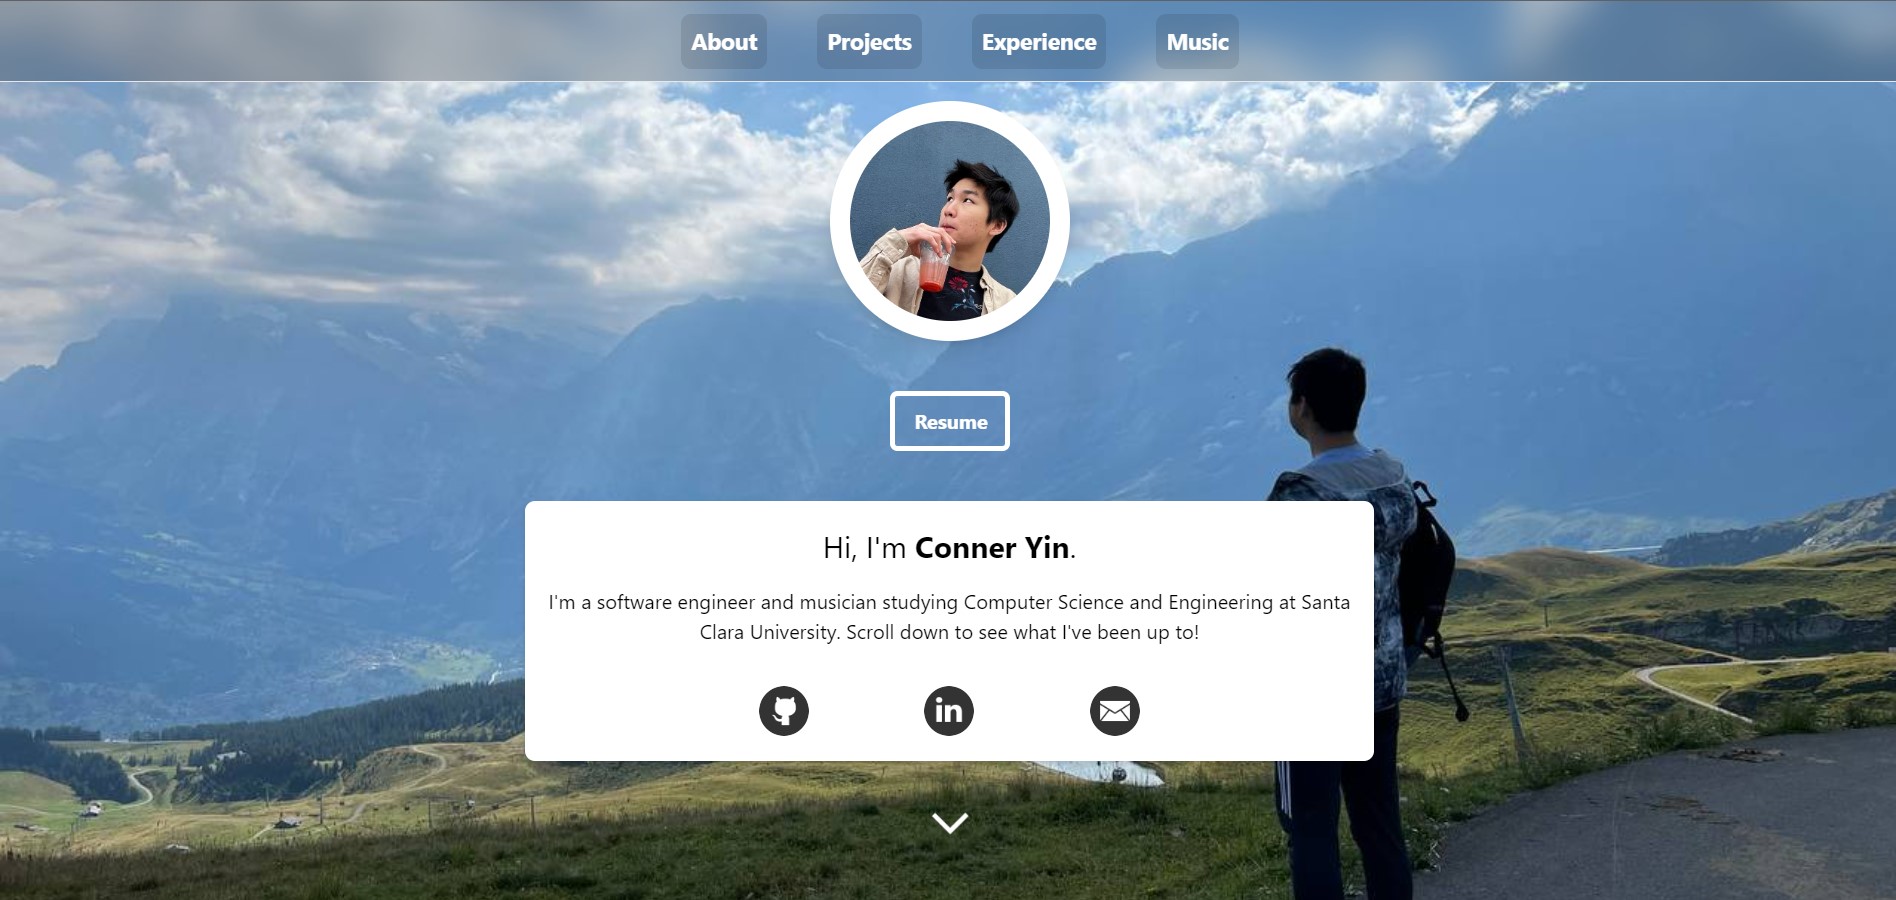 About Projects Experience Music
Resume
Hi, I'm Conner Yin.
I'm a software engineer and musician studying Computer Science and Engineering at Santa
Clara University. Scroll down to see what I've been up to!
in